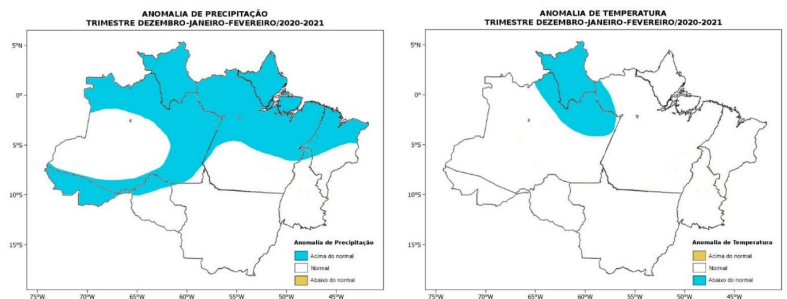 ANOMALIA DE PRECIPITAÇÃO
TRIMESTRE DEZEMBRO-JANEIRO-FEVEREIRO/2020-2021
5°N
0°
5°S
10°S
15°S
75°W
70°W
65°W
60°W
55°W
50°W
45°W
Anomalia de Precipitação
Acima do normal
Normal
Abaixo do normal
ANOMALIA DE TEMPERATURA
TRIMESTRE DEZEMBRO-JANEIRO-FEVEREIRO/2020-2021
5°N
0°
5°S
10°S
15°S
75°W
70°W
65°W
60°W
55°W
50°W
45°W
Anomalia de Temperatura
Acima do normal
Normal
Abaixo do normal